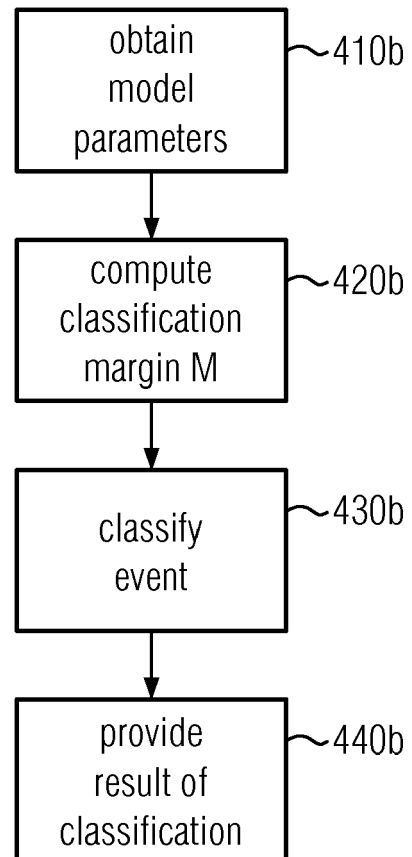 obtain
model
parameters
410b
compute
classification
margin M
420b
classify
event
430b
provide
result of
classification
440b